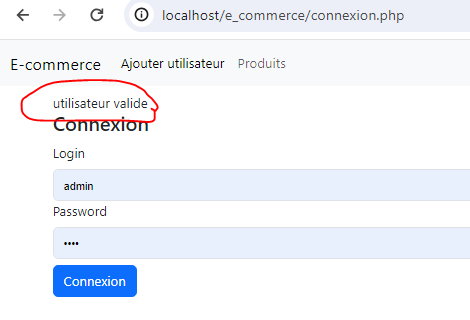 localhost/e_commerce/connexion.php
E-commerce Ajouter utilisateur Produits
utilisateur valide
Connexion
Login
admin
Password
••••
Connexion